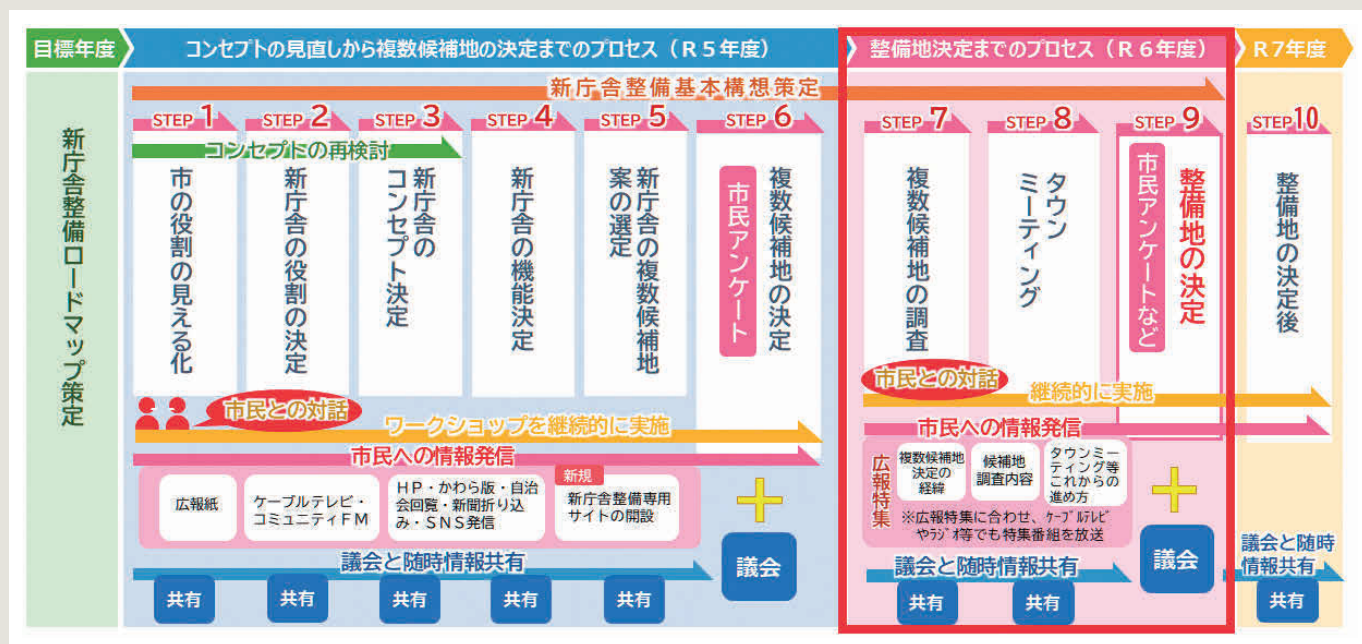 目標年度
コンセプトの見直しから複数候補地の決定までのプロセス（R5年度）
整備地決定までのプロセス（R6年度）
R7年度
新庁舎整備ロードマップ策定
新庁舎整備基本構想策定
STEP 1
STEP 2
STEP 3
STEP 4
STEP 5
STEP 6
STEP 7
STEP 8
STEP 9
STEP10
コンセプトの再検討
市の役割の見える化
新庁舎の役割の決定
新庁舎の
コンセプト決定
新庁舎の機能決定
新庁舎の複数候補地
案の選定
複数候補地の決定
市民アンケート
複数候補地の調査
タウン
ミーティング
整備地の決定
市民アンケートなど
整備地の決定後
市民との対話
ワークショップを継続的に実施
市民への情報発信
広報紙
ケーブルテレビ・
コミュニティFM
HP・かわら版・自治
会回覧・新聞折り込
み・SNS発信
新規
新庁舎整備専用
サイトの開設
議会と随時情報共有
共有
共有
共有
共有
共有
＋
議会
市民との対話
継続的に実施
市民への情報発信
広報特集
複数候補地
決定の
経緯
候補地
調査内容
タウンミー
ティング等
これからの
進め方
※広報特集に合わせ、ケーブルテレビ
やラジオ等でも特集番組を放送
議会と随時情報共有
共有
共有
＋
議会
議会と随時
情報共有
共有